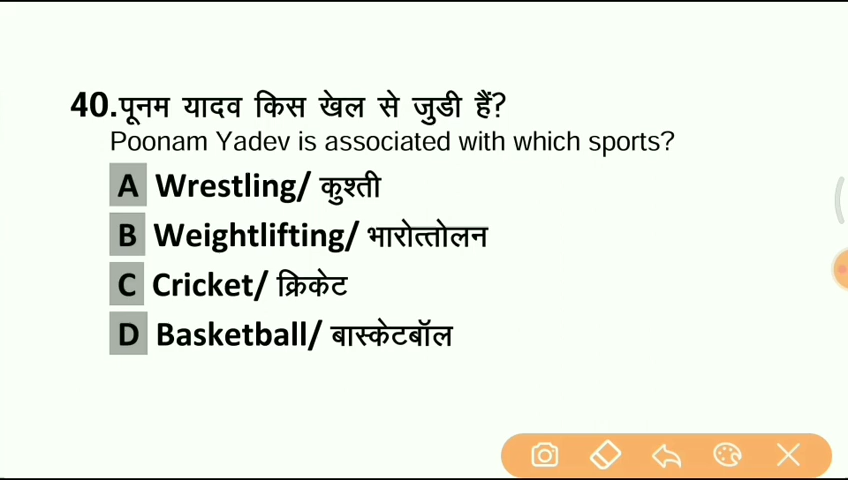 40.पूनम यादव किस खेल से जुडी हैं?
Poonam Yadev is associated with which sports?
A Wrestling/ कुश्ती
B Weightlifting/ भारोत्तोलन
C Cricket/ क्रिकेट
D Basketball/ बास्केटबॉल